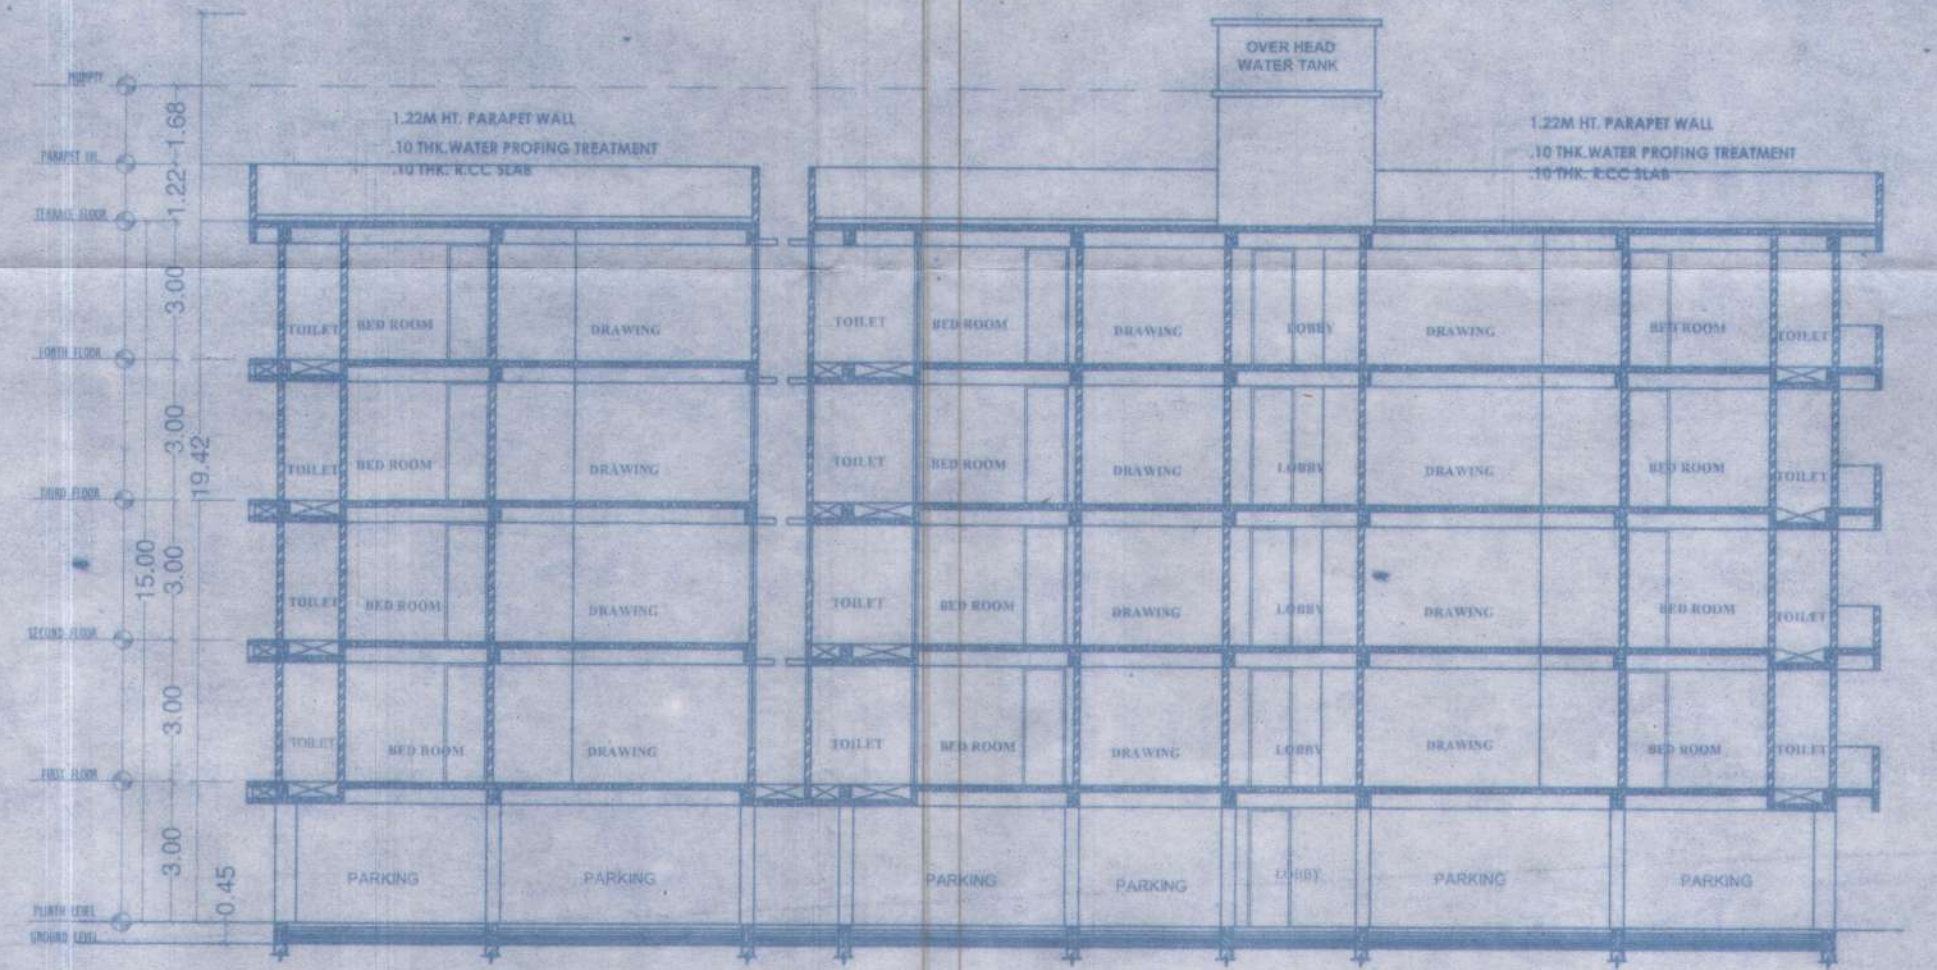 OVER HEAD
WATER TANK
MUMPTY
1.22M HT. PARAPET WALL
.10 THK.WATER PROFING TREATMENT
.10 THK. R.CC SLAB
1.22M HT. PARAPET WALL
.10 THK.WATER PROFING TREATMENT
.10 THK. R.CC SLAB
1.68
PARAPET LVL.
1.22
TERRACE FLOOR
3.00
TOILET BED ROOM DRAWING TOILET BED ROOM DRAWING LOBBY DRAWING BED ROOM TOILET
FORTH FLOOR
3.00
19.42
TOILET BED ROOM DRAWING TOILET BED ROOM DRAWING LOBBY DRAWING BED ROOM TOILET
THIRD FLOOR
15.00
3.00
TOILET BED ROOM DRAWING TOILET BED ROOM DRAWING LOBBY DRAWING BED ROOM TOILET
SECOND FLOOR
3.00
TOILET BED ROOM DRAWING TOILET BED ROOM DRAWING LOBBY DRAWING BED ROOM TOILET
FIRST FLOOR
3.00
0.45
PARKING PARKING PARKING PARKING LOBBY PARKING PARKING
PLINTH LEVEL
GROUND LEVEL